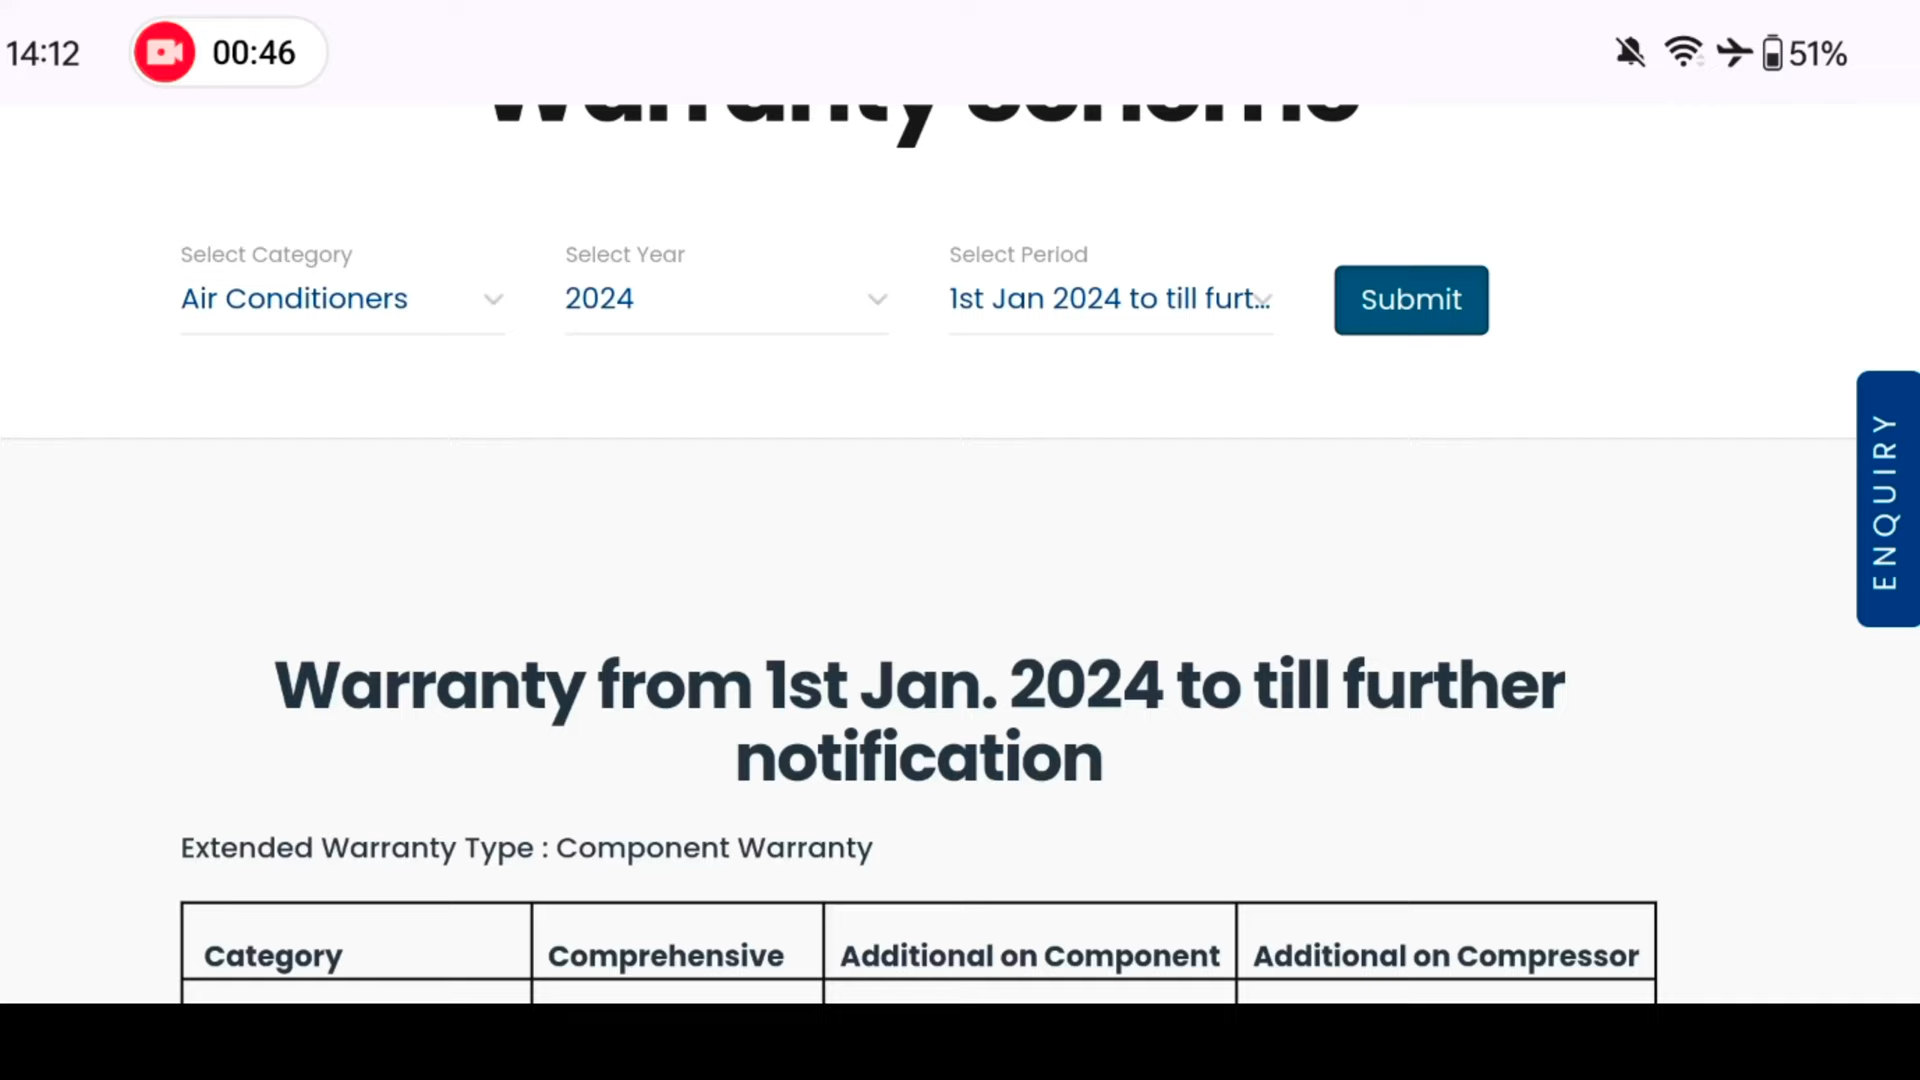 14:12
00:46
51%
Warranty scheme
Select Category
Select Year
Select Period
Air Conditioners
2024
1st Jan 2024 to till furt...
Submit
ENQUIRY
Warranty from 1st Jan. 2024 to till further
notification
Extended Warranty Type : Component Warranty
Category
Comprehensive
Additional on Component
Additional on Compressor